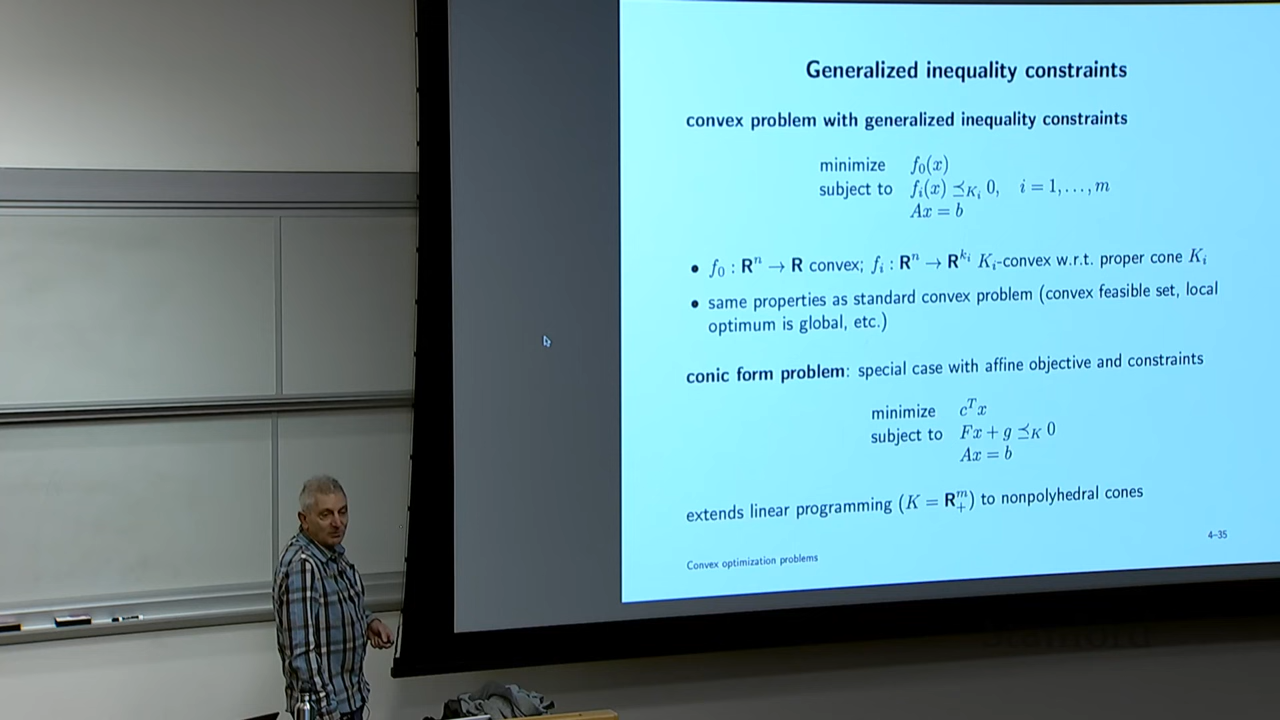 Generalized inequality constraints
convex problem with generalized inequality constraints
minimize f₀(x)
subject to fᵢ(x) ⪯_{Kᵢ} 0, i = 1, . . . , m
Ax = b
• f₀ : Rⁿ → R convex; fᵢ : Rⁿ → R^{kᵢ} Kᵢ-convex w.r.t. proper cone Kᵢ
• same properties as standard convex problem (convex feasible set, local
optimum is global, etc.)
conic form problem: special case with affine objective and constraints
minimize cᵀx
subject to Fx + g ⪯_K 0
Ax = b
extends linear programming (K = R₊ᵐ) to nonpolyhedral cones
Convex optimization problems
4–35